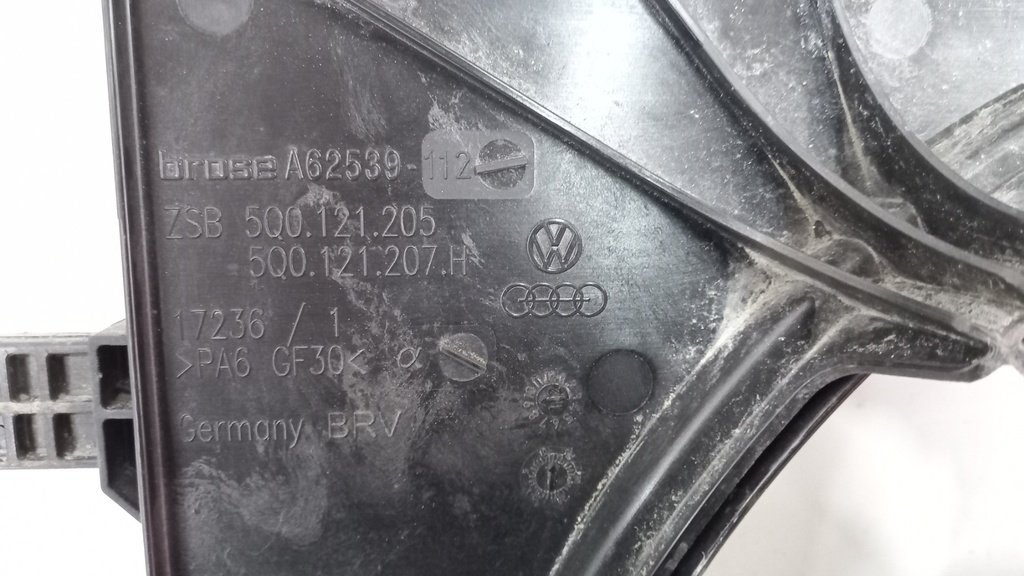 brose A62539-112
ZSB 5Q0.121.205
5Q0.121.207.H
17236 / 1
>PA6 GF30<
Germany BRV